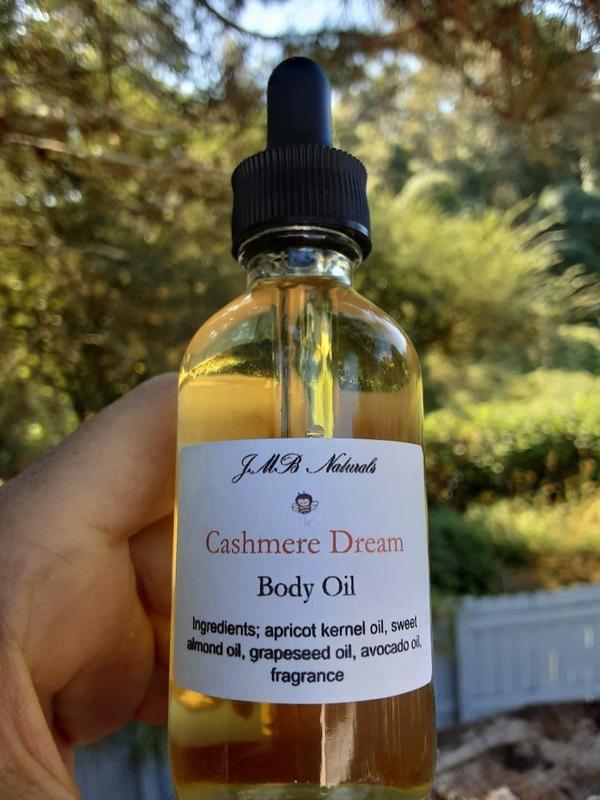 JMB Naturals
Cashmere Dream
Body Oil
Ingredients; apricot kernel oil, sweet
almond oil, grapeseed oil, avocado oil,
fragrance